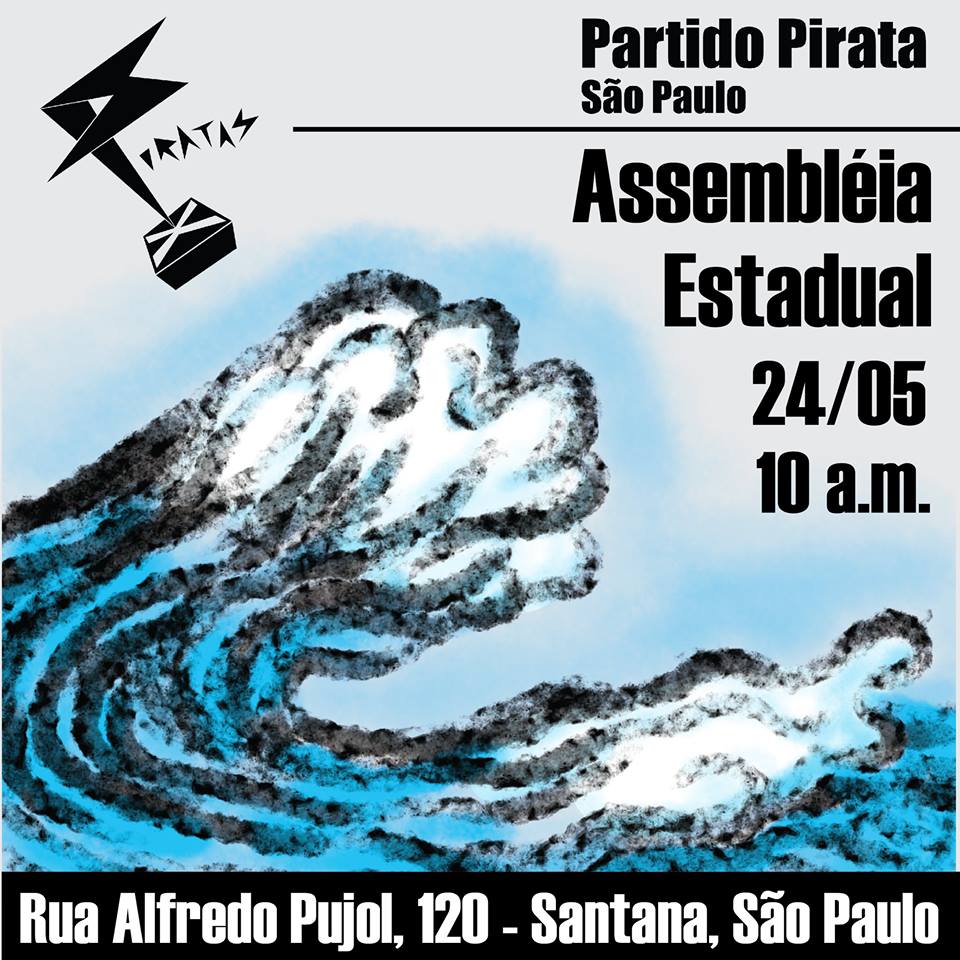 PIRATAS
Partido Pirata
São Paulo
Assembléia
Estadual
24/05
10 a.m.
Rua Alfredo Pujol, 120 - Santana, São Paulo